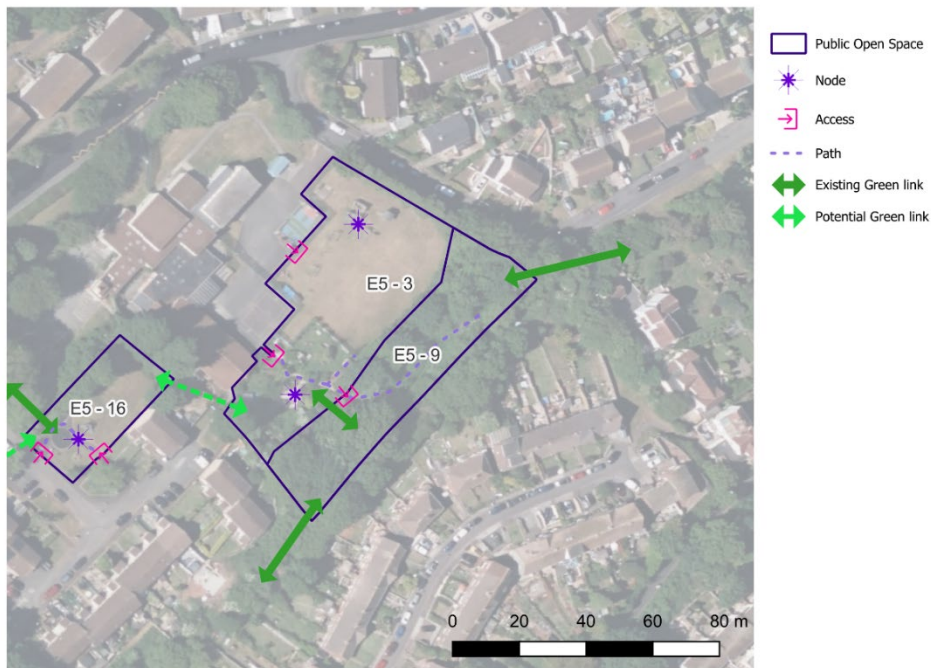 Public Open Space
Node
Access
Path
Existing Green link
Potential Green link
E5 - 3
E5 - 9
E5 - 16
0 20 40 60 80 m